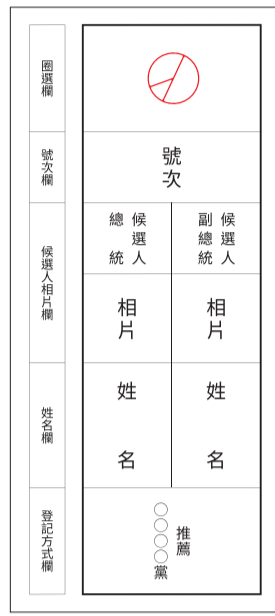 圈選欄
號次欄
號次
候選人相片欄
總統
候選人
副總統
候選人
相片
相片
姓名欄
姓名
姓名
登記方式欄
○○○○黨
推薦